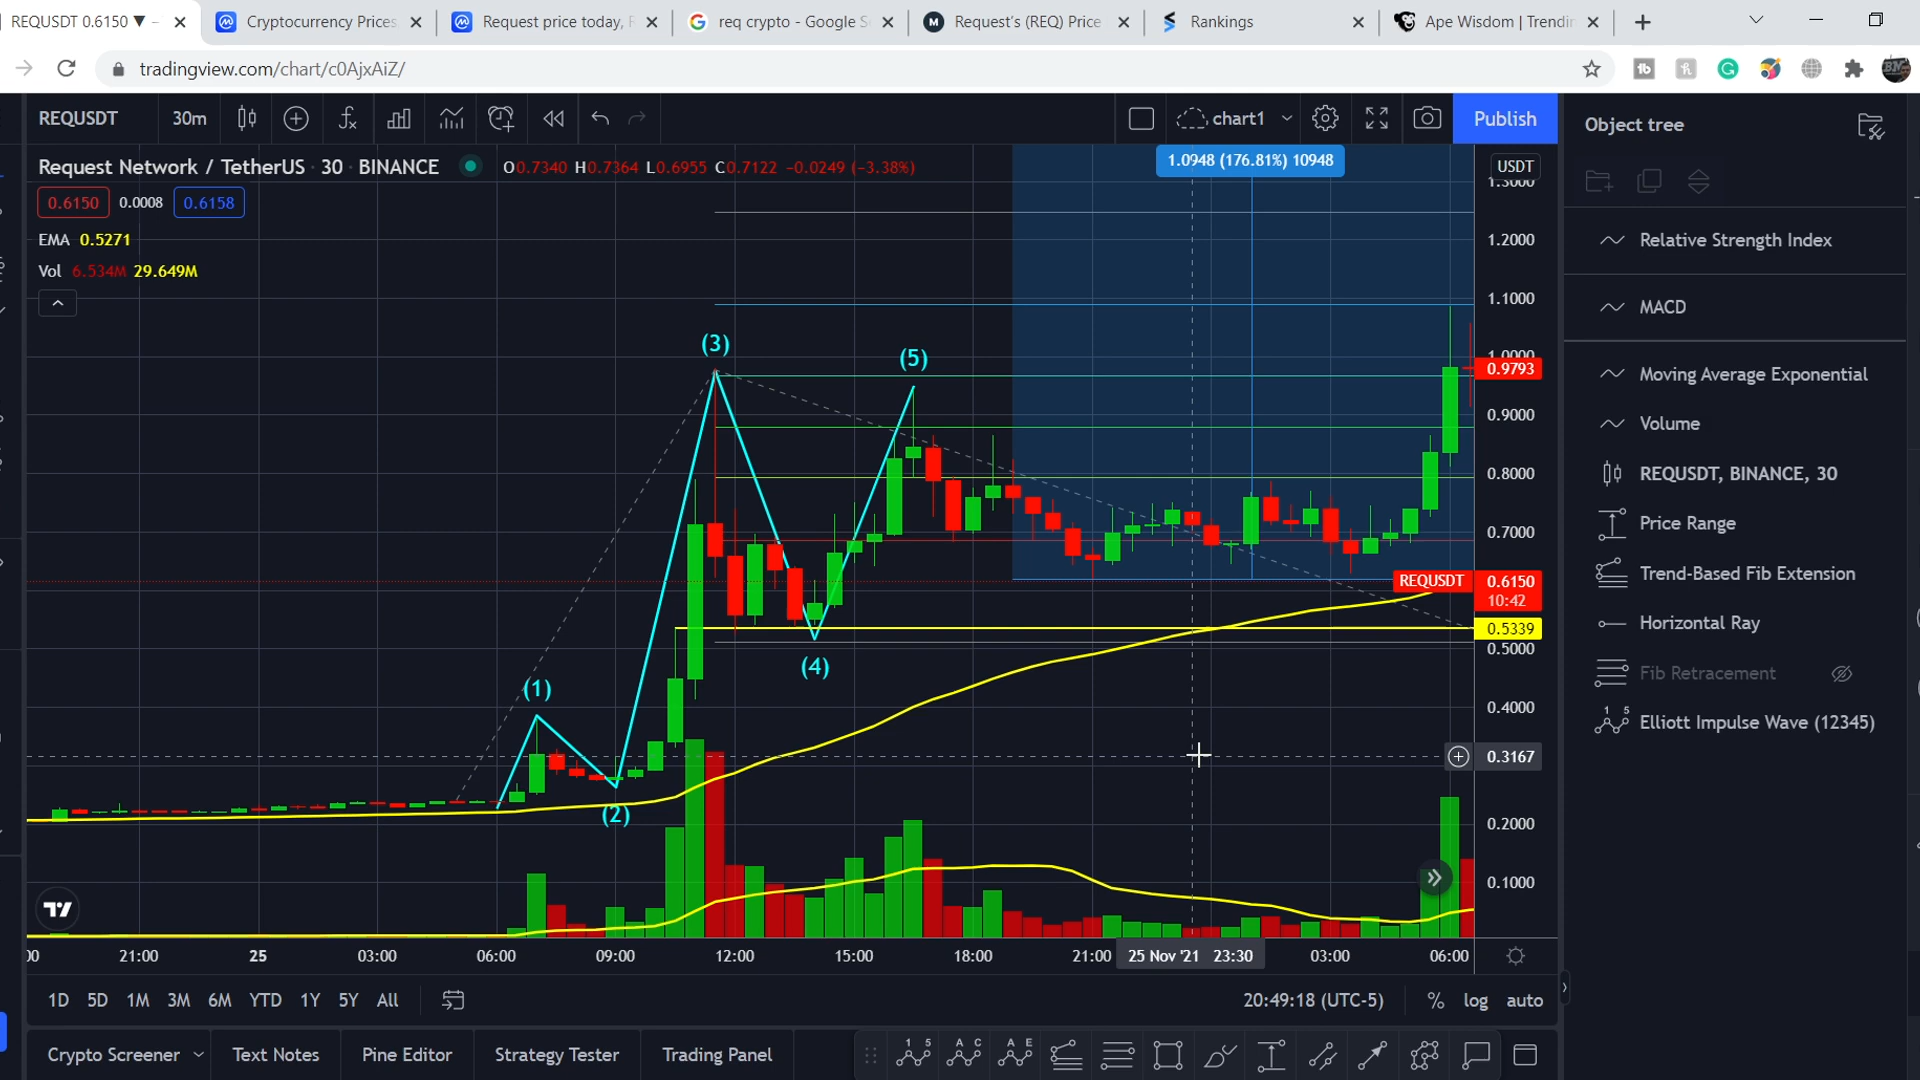 REQUSDT 0.6150 ▼ −
Cryptocurrency Prices
Request price today,
req crypto - Google S
Request's (REQ) Price
Rankings
Ape Wisdom | Trendin
tradingview.com/chart/c0AjxAiZ/
REQUSDT 30m chart1 Publish
Object tree
Request Network / TetherUS · 30 · BINANCE O0.7340 H0.7364 L0.6955 C0.7122 −0.0249 (−3.38%)
1.0948 (176.81%) 10948
USDT
0.6150 0.0008 0.6158
EMA 0.5271
Vol 6.534M 29.649M
1.3000
1.2000
1.1000
1.0000
0.9793
0.9000
0.8000
0.7000
REQUSDT 0.6150
10:42
0.5339
0.5000
0.4000
0.3167
0.2000
0.1000
(1)
(2)
(3)
(4)
(5)
Relative Strength Index
MACD
Moving Average Exponential
Volume
REQUSDT, BINANCE, 30
Price Range
Trend-Based Fib Extension
Horizontal Ray
Fib Retracement
Elliott Impulse Wave (12345)
21:00 25 03:00 06:00 09:00 12:00 15:00 18:00 21:00 25 Nov '21 23:30 03:00 06:00
1D 5D 1M 3M 6M YTD 1Y 5Y All
20:49:18 (UTC-5) % log auto
Crypto Screener Text Notes Pine Editor Strategy Tester Trading Panel